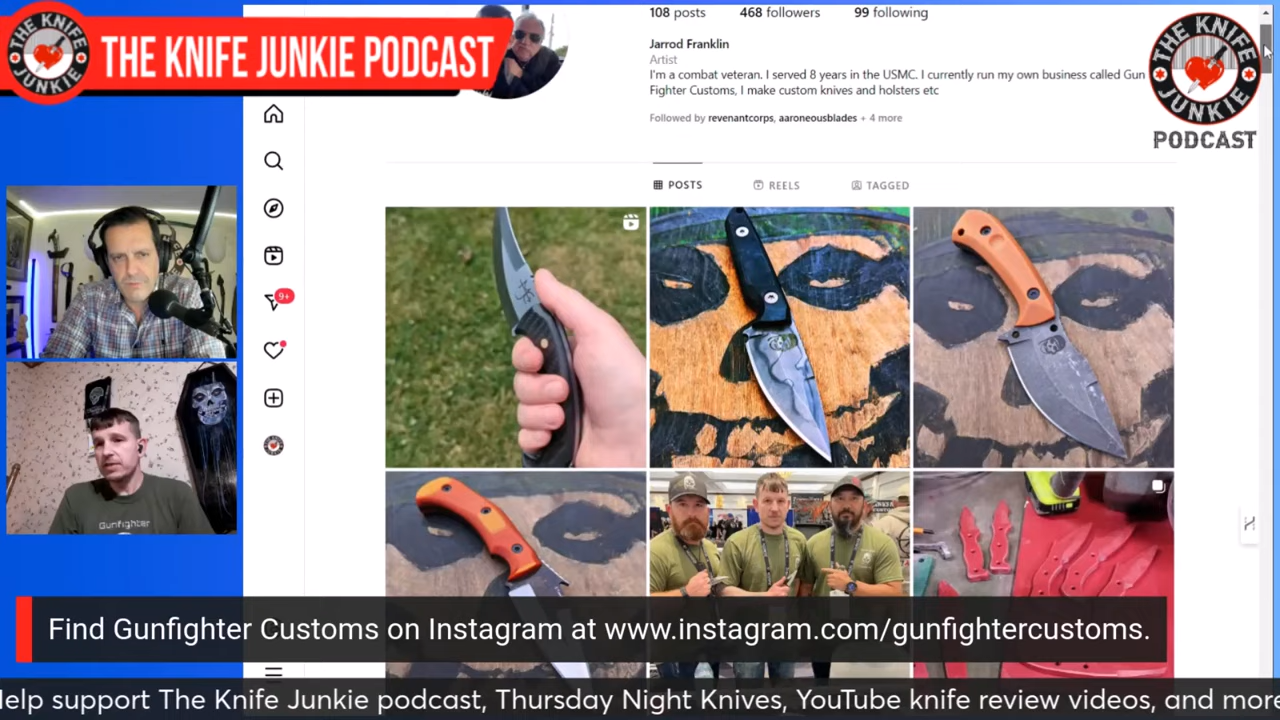 THE KNIFE JUNKIE
THE KNIFE JUNKIE PODCAST
108 posts 468 followers 99 following
Jarrod Franklin
Artist
I'm a combat veteran. I served 8 years in the USMC. I currently run my own business called Gun
Fighter Customs, I make custom knives and holsters etc
Followed by revenantcorps, aaroneousblades + 4 more
THE KNIFE JUNKIE
PODCAST
POSTS REELS TAGGED
9+
Gunfighter
Find Gunfighter Customs on Instagram at www.instagram.com/gunfightercustoms.
Help support The Knife Junkie podcast, Thursday Night Knives, YouTube knife review videos, and more